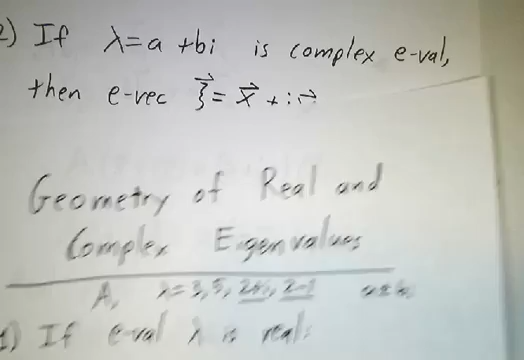 2) If λ=a+bi is complex e-val,
then e-vec ξ⃗ = x⃗ + i
Geometry of Real and
Complex Eigenvalues
A, λ=3,5,
1) If e-val λ is real: